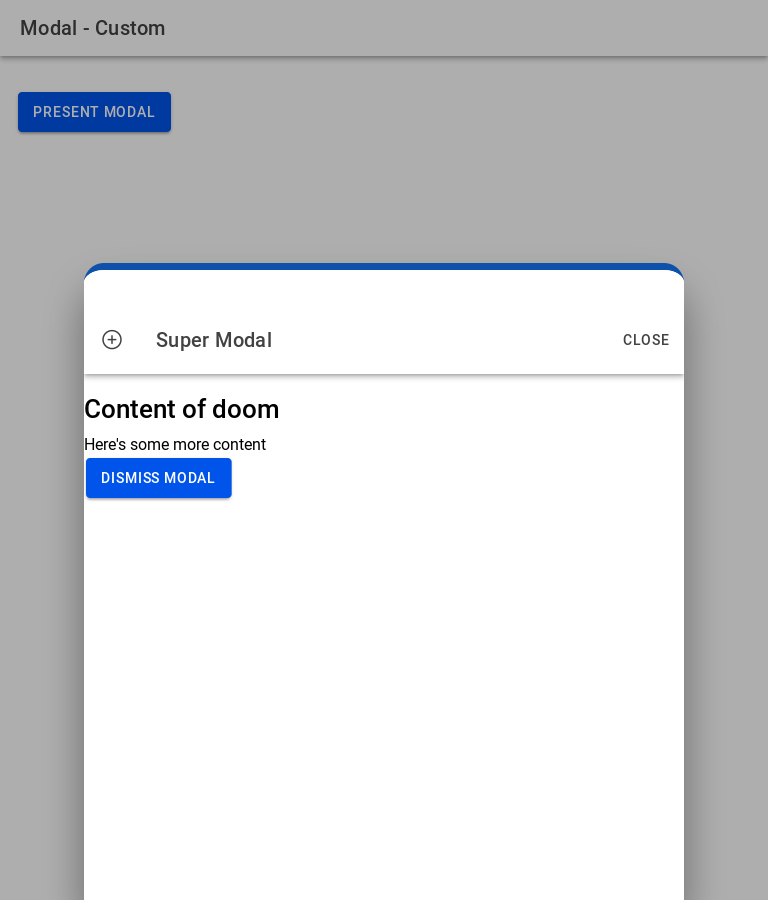 Modal - Custom
PRESENT MODAL
Super Modal
CLOSE
Content of doom
Here's some more content
DISMISS MODAL